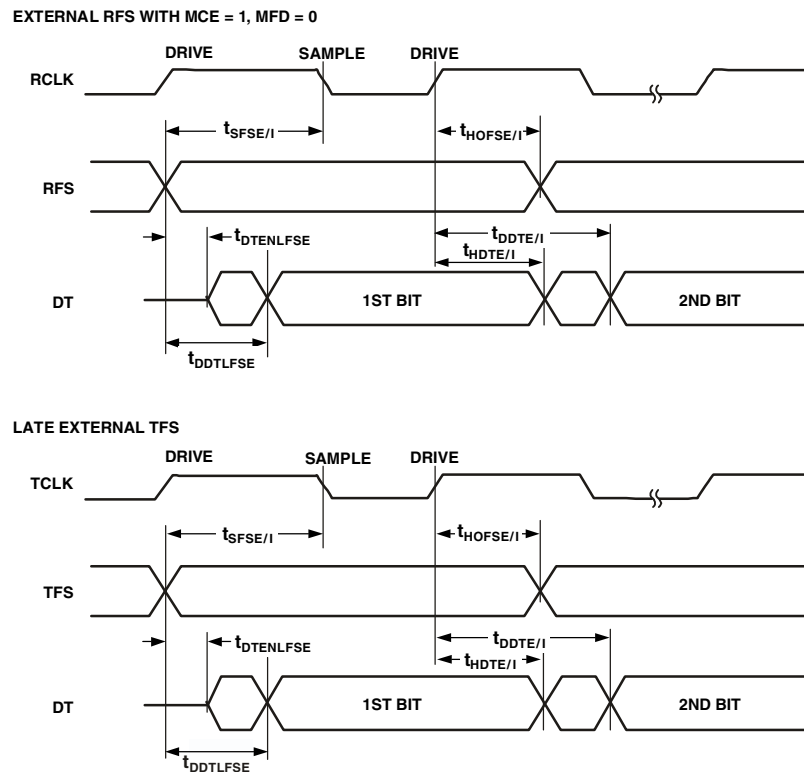 EXTERNAL RFS WITH MCE = 1, MFD = 0
DRIVE SAMPLE DRIVE
RCLK
tSFSE/I tHOFSE/I
RFS
tDDTE/I
tDTENLFSE tHDTE/I
DT 1ST BIT 2ND BIT
tDDTLFSE
LATE EXTERNAL TFS
DRIVE SAMPLE DRIVE
TCLK
tSFSE/I tHOFSE/I
TFS
tDDTE/I
tDTENLFSE tHDTE/I
DT 1ST BIT 2ND BIT
tDDTLFSE